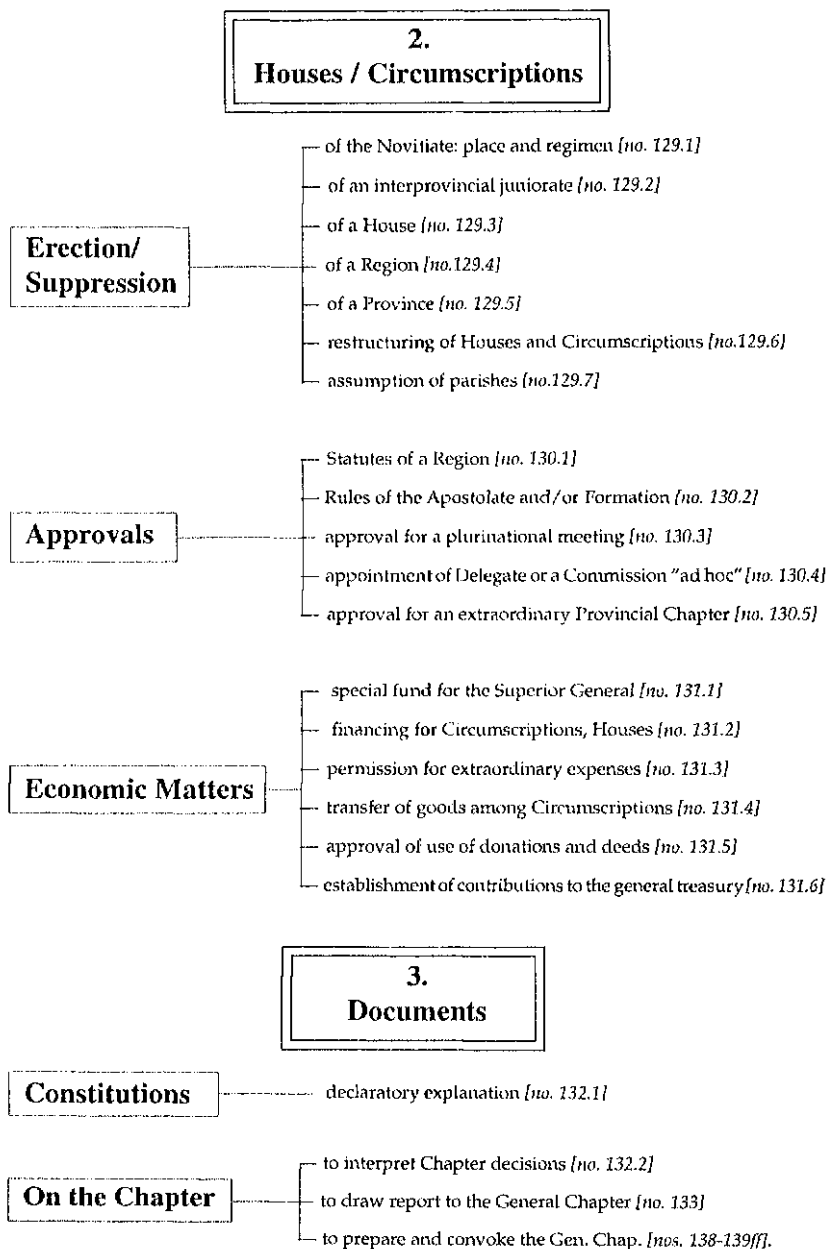 2.
Houses / Circumscriptions
Erection/
Suppression
of the Novitiate: place and regimen [no. 129.1]
of an interprovincial juniorate [no. 129.2]
of a House [no. 129.3]
of a Region [no.129.4]
of a Province [no. 129.5]
restructuring of Houses and Circumscriptions [no.129.6]
assumption of parishes [no.129.7]
Approvals
Statutes of a Region [no. 130.1]
Rules of the Apostolate and/or Formation [no. 130.2]
approval for a plurinational meeting [no. 130.3]
appointment of Delegate or a Commission "ad hoc" [no. 130.4]
approval for an extraordinary Provincial Chapter [no. 130.5]
Economic Matters
special fund for the Superior General [no. 131.1]
financing for Circumscriptions, Houses [no. 131.2]
permission for extraordinary expenses [no. 131.3]
transfer of goods among Circumscriptions [no. 131.4]
approval of use of donations and deeds [no. 131.5]
establishment of contributions to the general treasury [no. 131.6]
3.
Documents
Constitutions
declaratory explanation [no. 132.1]
On the Chapter
to interpret Chapter decisions [no. 132.2]
to draw report to the General Chapter [no. 133]
to prepare and convoke the Gen. Chap. [nos. 138-139ff].